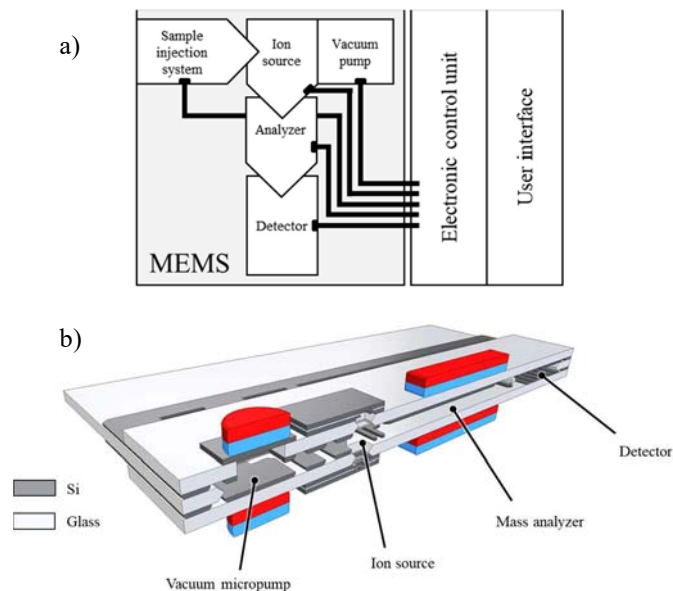 a)
Sample
injection
system
Ion
source
Vacuum
pump
Analyzer
Detector
MEMS
Electronic control unit
User interface
b)
Si
Glass
Detector
Mass analyzer
Ion source
Vacuum micropump